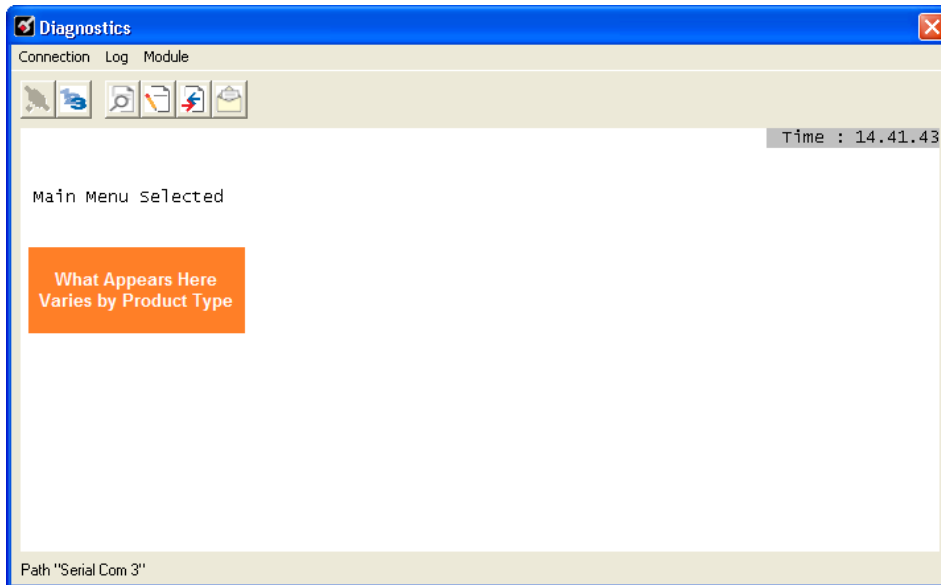 Diagnostics
Connection Log Module
Time : 14.41.43
Main Menu Selected
What Appears Here
Varies by Product Type
Path "Serial Com 3"